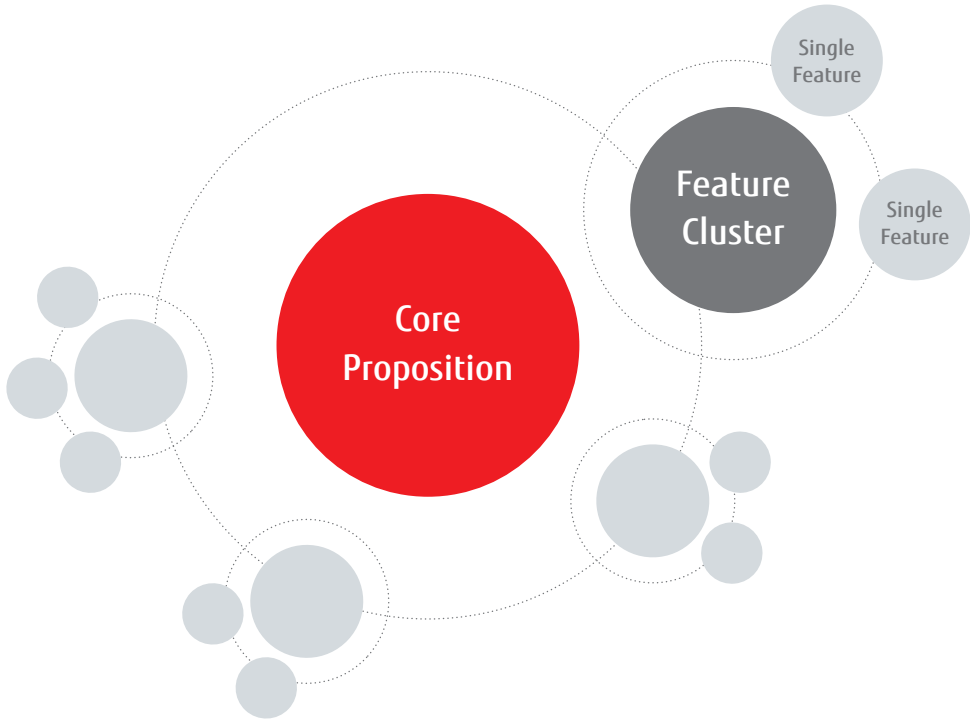 Single
Feature
Feature
Cluster
Single
Feature
Core
Proposition